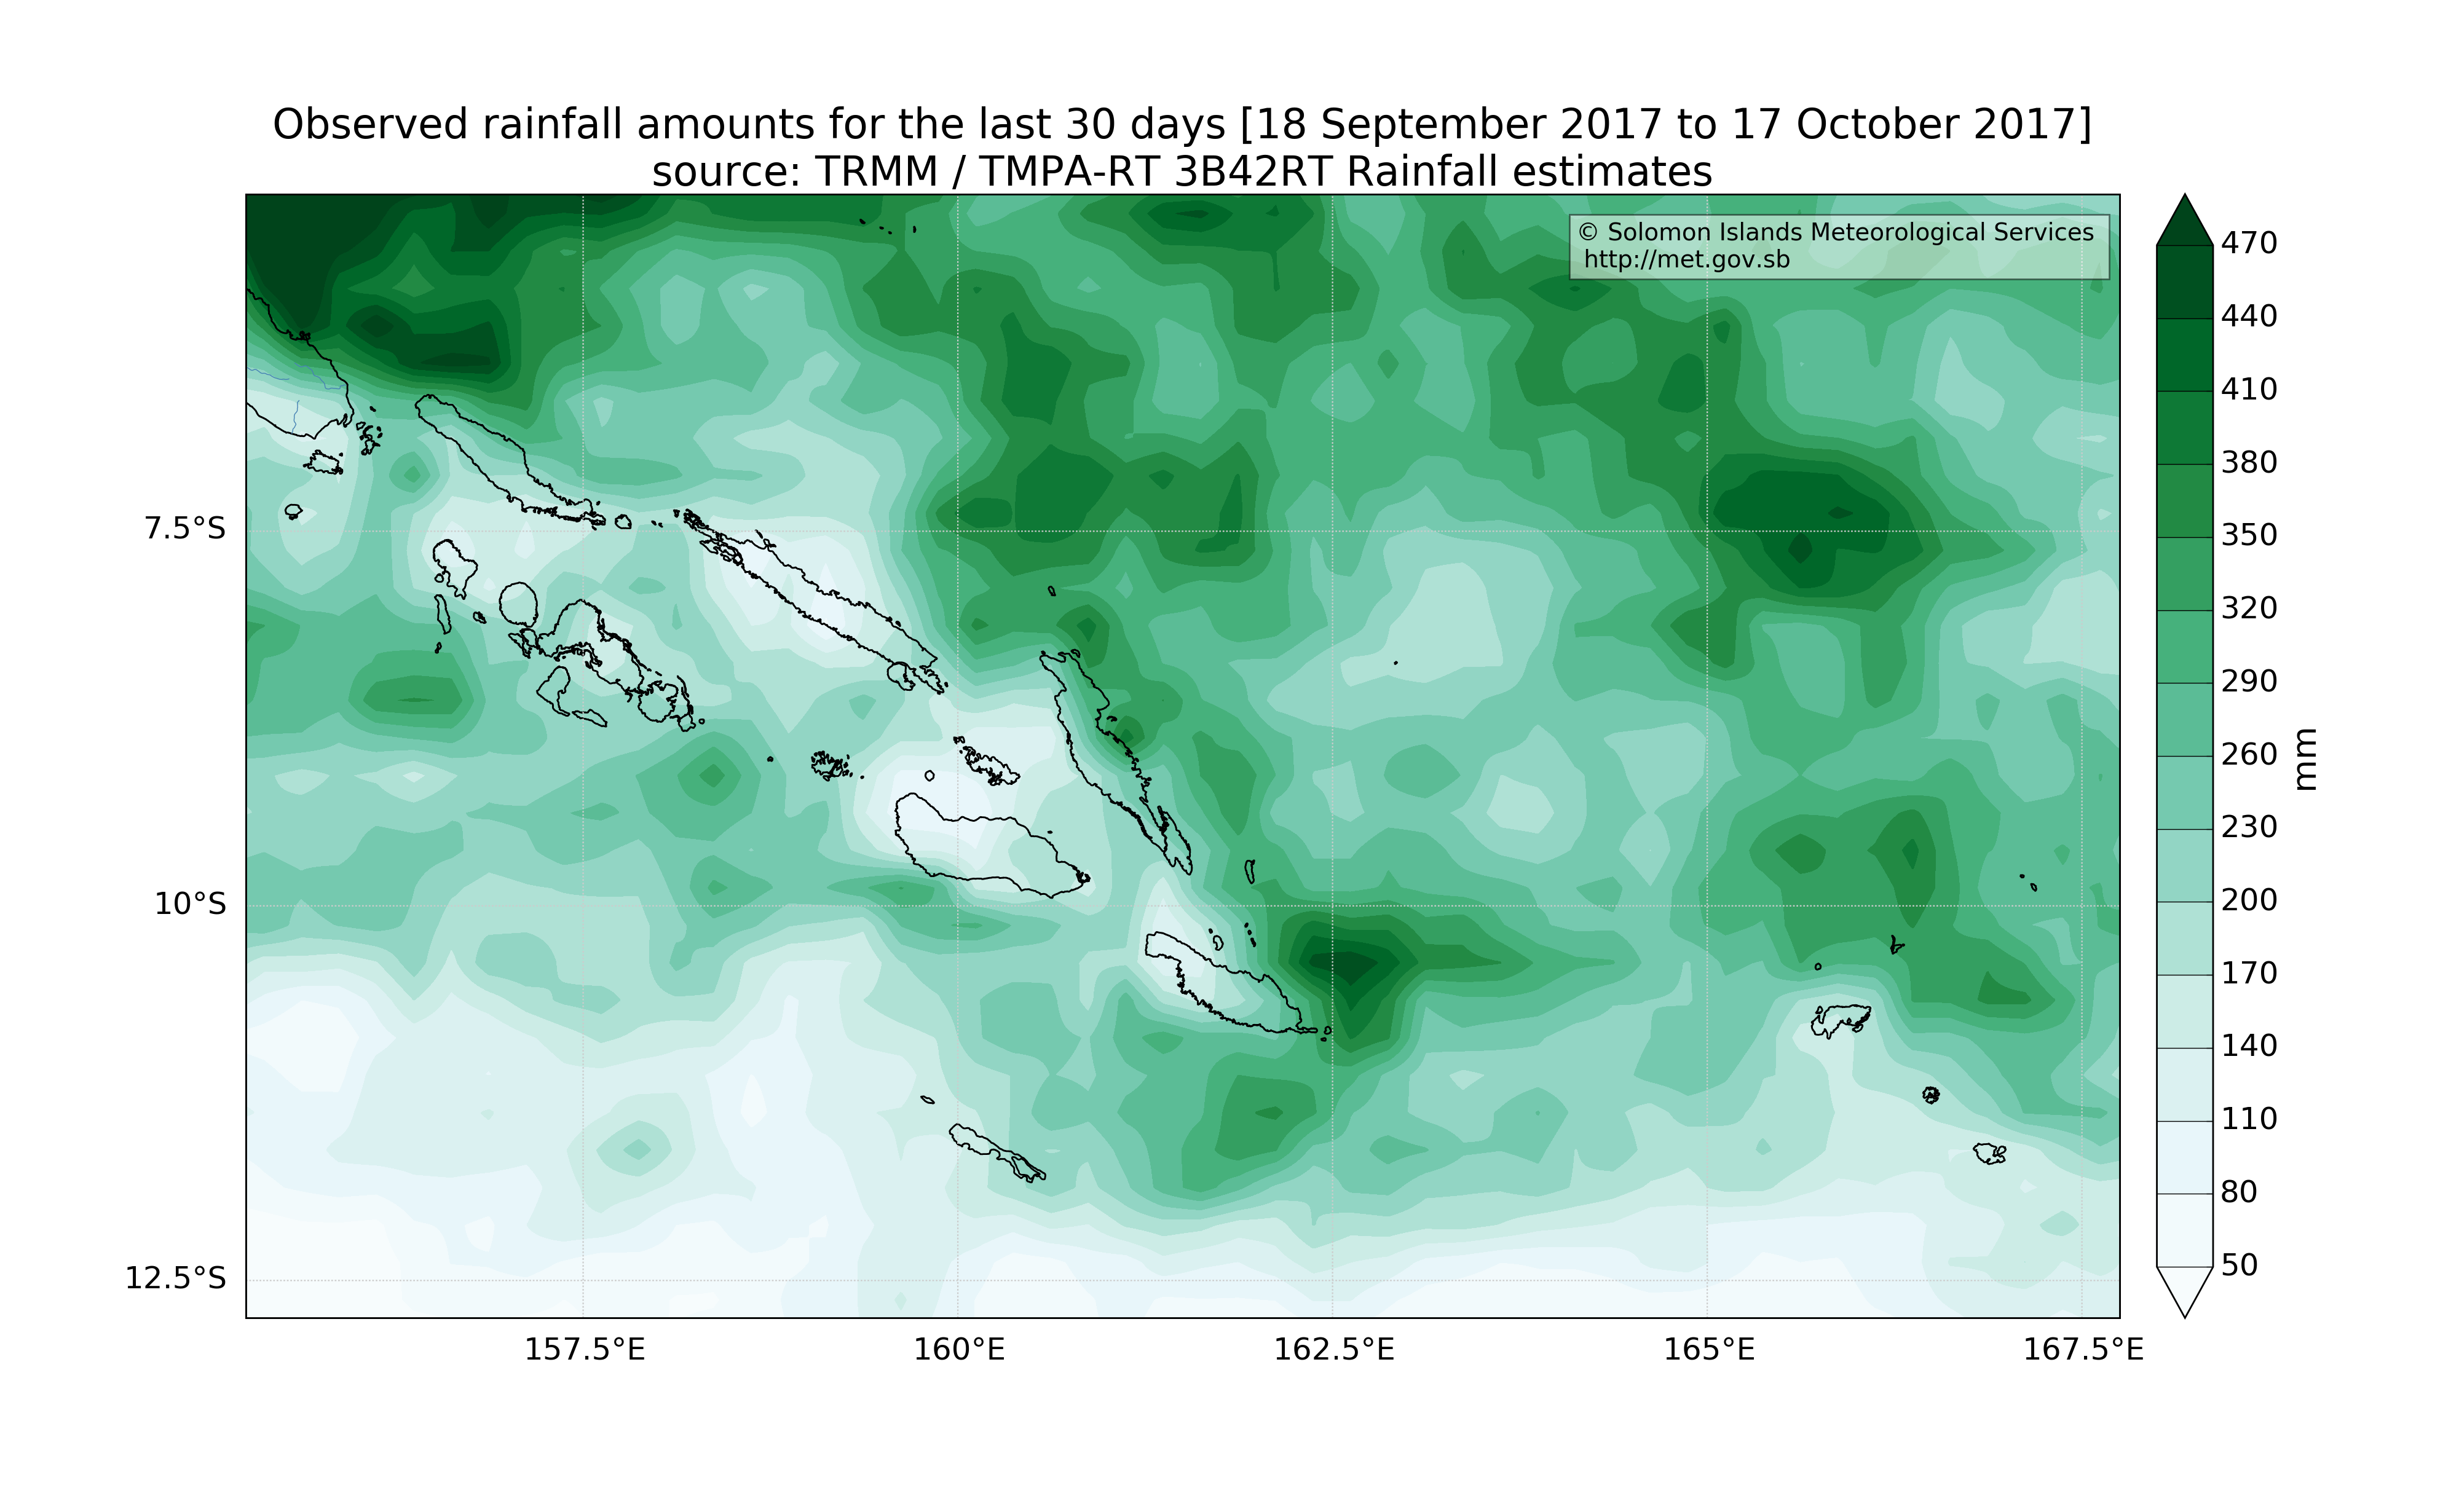 Observed rainfall amounts for the last 30 days [18 September 2017 to 17 October 2017]
source: TRMM / TMPA-RT 3B42RT Rainfall estimates
© Solomon Islands Meteorological Services
http://met.gov.sb
7.5°S
10°S
12.5°S
157.5°E
160°E
162.5°E
165°E
167.5°E
470
440
410
380
350
320
290
260
230
200
170
140
110
80
50
mm